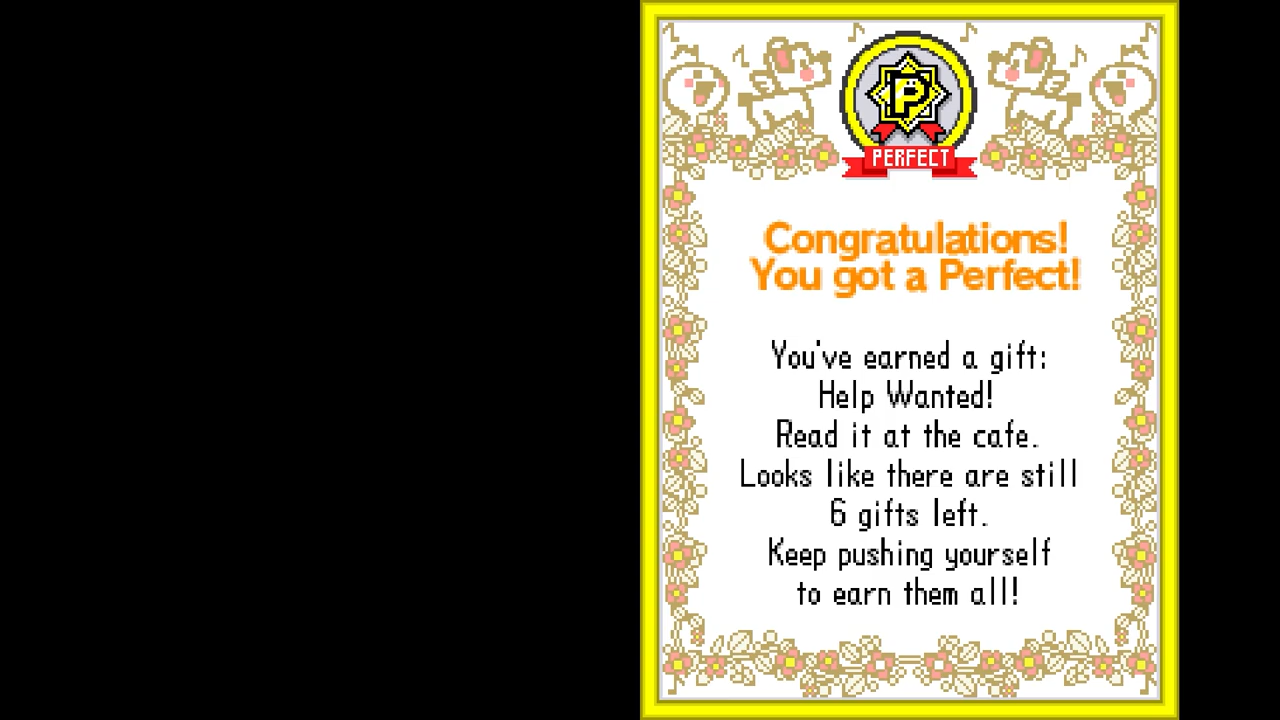 P
PERFECT
Congratulations!
You got a Perfect!
You've earned a gift:
Help Wanted!
Read it at the cafe.
Looks like there are still
6 gifts left.
Keep pushing yourself
to earn them all!